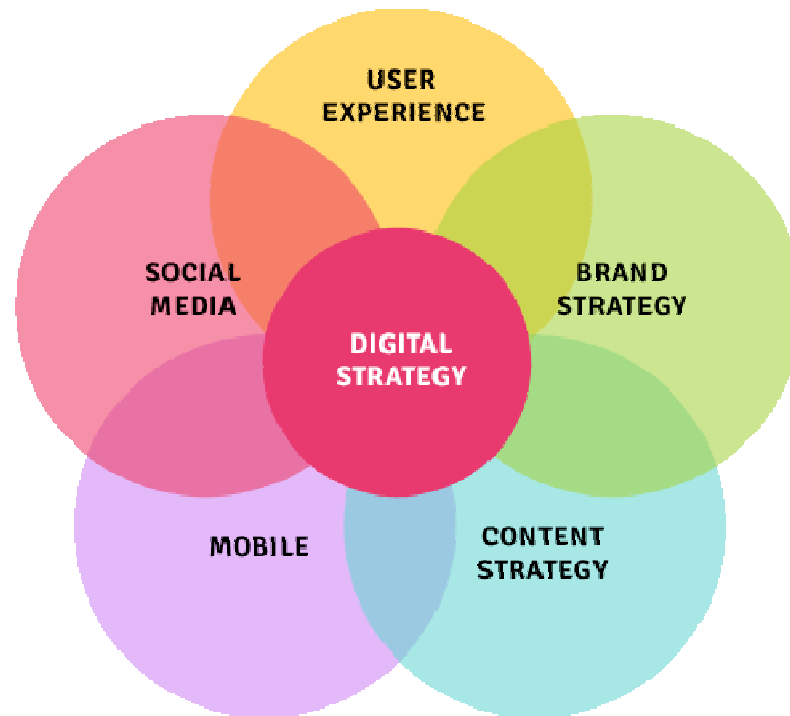 USER
EXPERIENCE
SOCIAL
MEDIA
BRAND
STRATEGY
DIGITAL
STRATEGY
MOBILE
CONTENT
STRATEGY